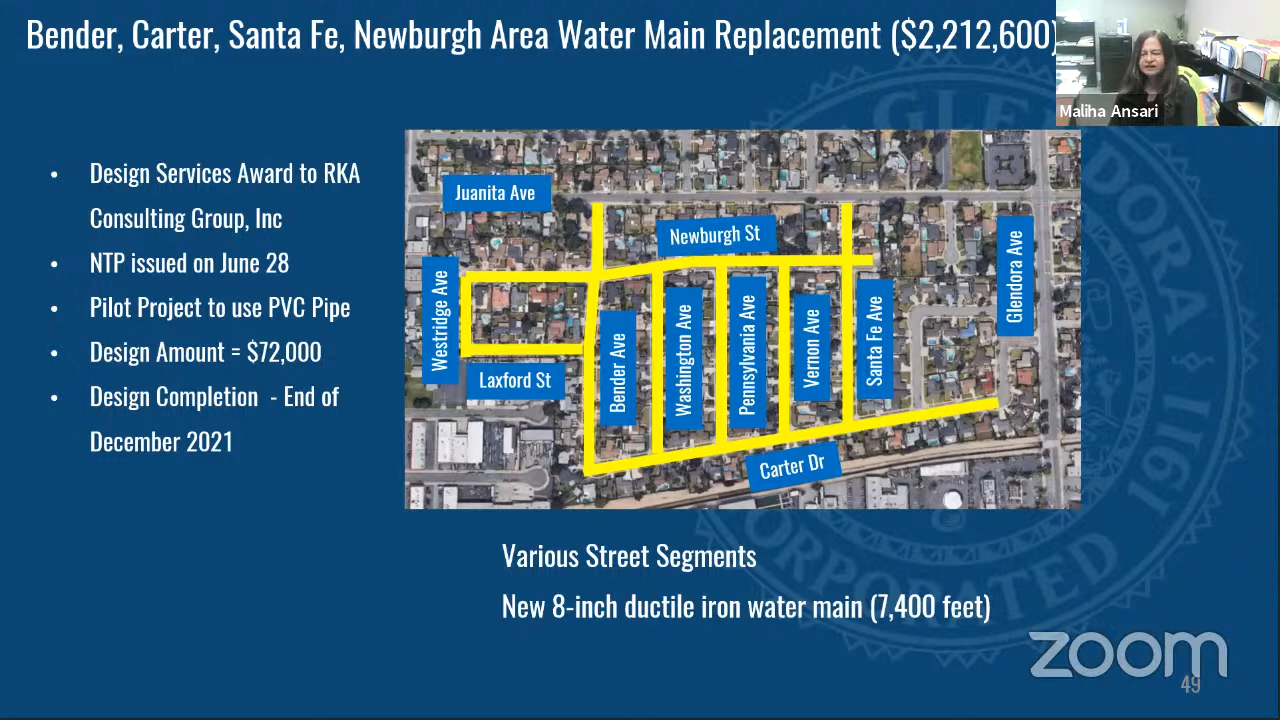 Bender, Carter, Santa Fe, Newburgh Area Water Main Replacement ($2,212,600)
Maliha Ansari
• Design Services Award to RKA
Consulting Group, Inc
• NTP issued on June 28
• Pilot Project to use PVC Pipe
• Design Amount = $72,000
• Design Completion - End of
December 2021
Juanita Ave
Newburgh St
Westridge Ave
Laxford St
Bender Ave
Washington Ave
Pennsylvania Ave
Vernon Ave
Santa Fe Ave
Glendora Ave
Carter Dr
Various Street Segments
New 8-inch ductile iron water main (7,400 feet)
GLENDORA
1911
zoom
49